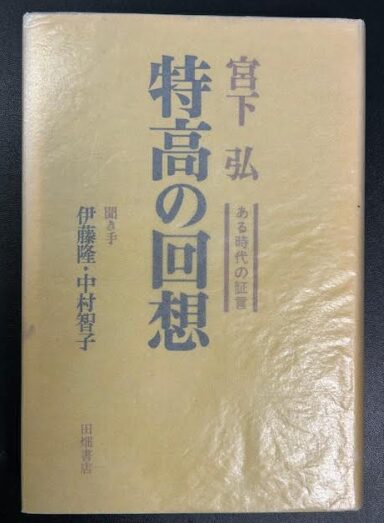 宮下 弘
ある時代の証言
特高の回想
聞き手
伊藤隆・中村智子
田畑書店